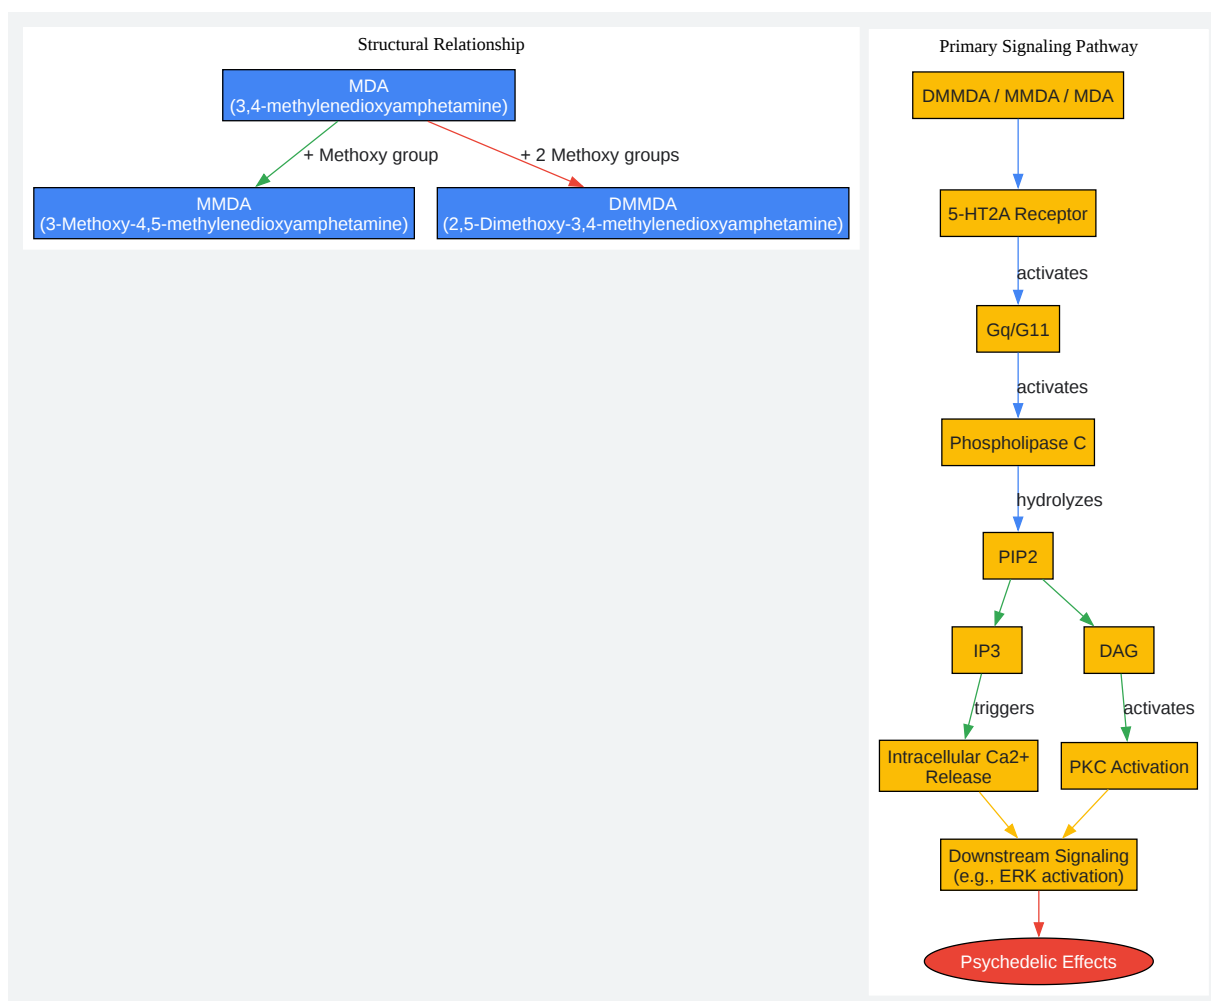 Structural Relationship
MDA
(3,4-methylenedioxyamphetamine)
+ Methoxy group
+ 2 Methoxy groups
MMDA
(3-Methoxy-4,5-methylenedioxyamphetamine)
DMMDA
(2,5-Dimethoxy-3,4-methylenedioxyamphetamine)
Primary Signaling Pathway
DMMDA / MMDA / MDA
5-HT2A Receptor
activates
Gq/G11
activates
Phospholipase C
hydrolyzes
PIP2
IP3
DAG
triggers
activates
Intracellular Ca2+
Release
PKC Activation
Downstream Signaling
(e.g., ERK activation)
Psychedelic Effects